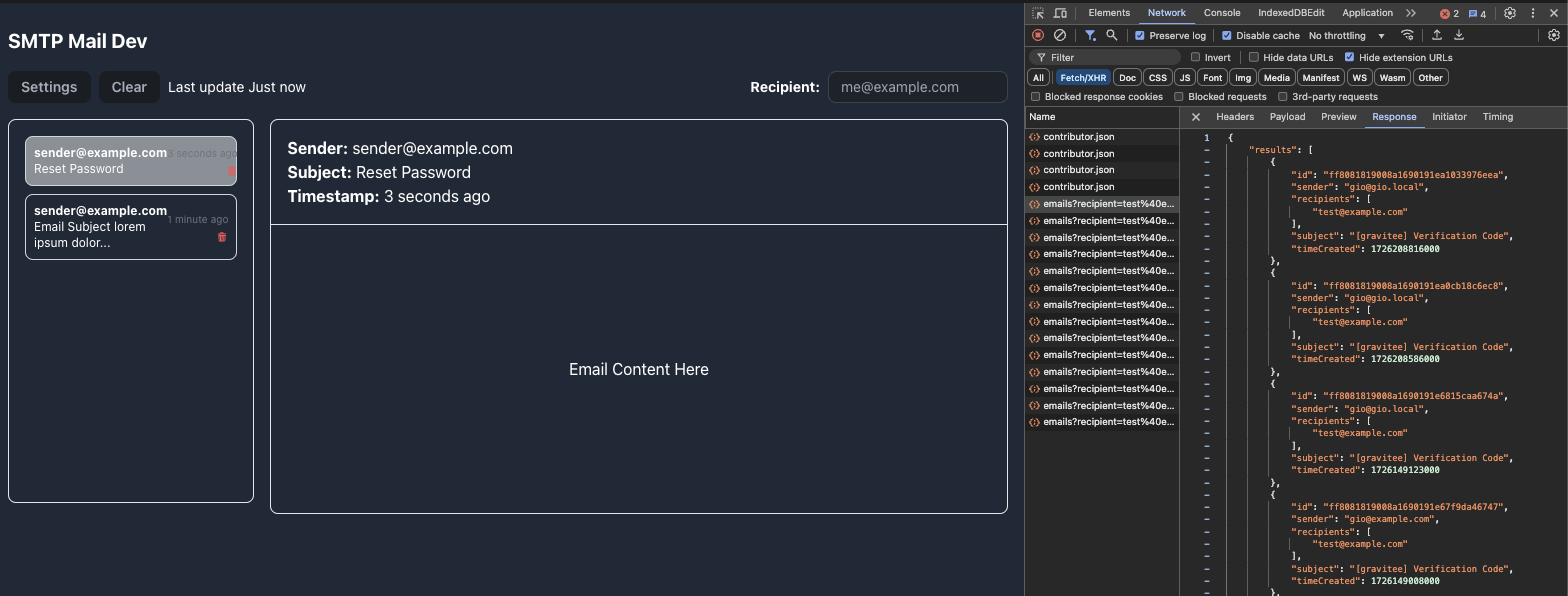 SMTP Mail Dev
Settings Clear Last update Just now Recipient: me@example.com
sender@example.com 3 seconds ago
Reset Password
sender@example.com 1 minute ago
Email Subject lorem
ipsum dolor...
Sender: sender@example.com
Subject: Reset Password
Timestamp: 3 seconds ago
Email Content Here
Elements Network Console IndexedDBEdit Application 2 4
Preserve log Disable cache No throttling
Filter Invert Hide data URLs Hide extension URLs
All Fetch/XHR Doc CSS JS Font Img Media Manifest WS Wasm Other
Blocked response cookies Blocked requests 3rd-party requests
Name
contributor.json
contributor.json
contributor.json
contributor.json
emails?recipient=test%40e...
emails?recipient=test%40e...
emails?recipient=test%40e...
emails?recipient=test%40e...
emails?recipient=test%40e...
emails?recipient=test%40e...
emails?recipient=test%40e...
emails?recipient=test%40e...
emails?recipient=test%40e...
emails?recipient=test%40e...
emails?recipient=test%40e...
emails?recipient=test%40e...
emails?recipient=test%40e...
emails?recipient=test%40e...
Headers Payload Preview Response Initiator Timing
1 {
"results": [
{
"id": "ff8081819008a1690191ea1033976eea",
"sender": "gio@gio.local",
"recipients": [
"test@example.com"
],
"subject": "[gravitee] Verification Code",
"timeCreated": 1726208816000
},
{
"id": "ff8081819008a1690191ea0cb18c6ec8",
"sender": "gio@gio.local",
"recipients": [
"test@example.com"
],
"subject": "[gravitee] Verification Code",
"timeCreated": 1726208586000
},
{
"id": "ff8081819008a1690191e6815caa674a",
"sender": "gio@gio.local",
"recipients": [
"test@example.com"
],
"subject": "[gravitee] Verification Code",
"timeCreated": 1726149123000
},
{
"id": "ff8081819008a1690191e67f9da46747",
"sender": "gio@example.com",
"recipients": [
"test@example.com"
],
"subject": "[gravitee] Verification Code",
"timeCreated": 1726149008000
},